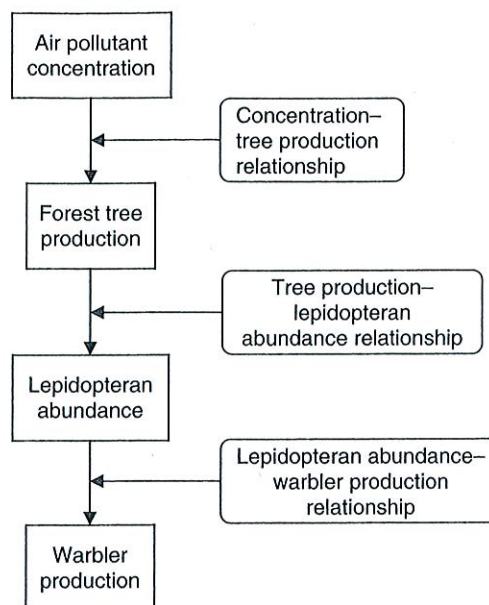 Air pollutant
concentration
Concentration–
tree production
relationship
Forest tree
production
Tree production–
lepidopteran
abundance relationship
Lepidopteran
abundance
Lepidopteran abundance–
warbler production
relationship
Warbler
production